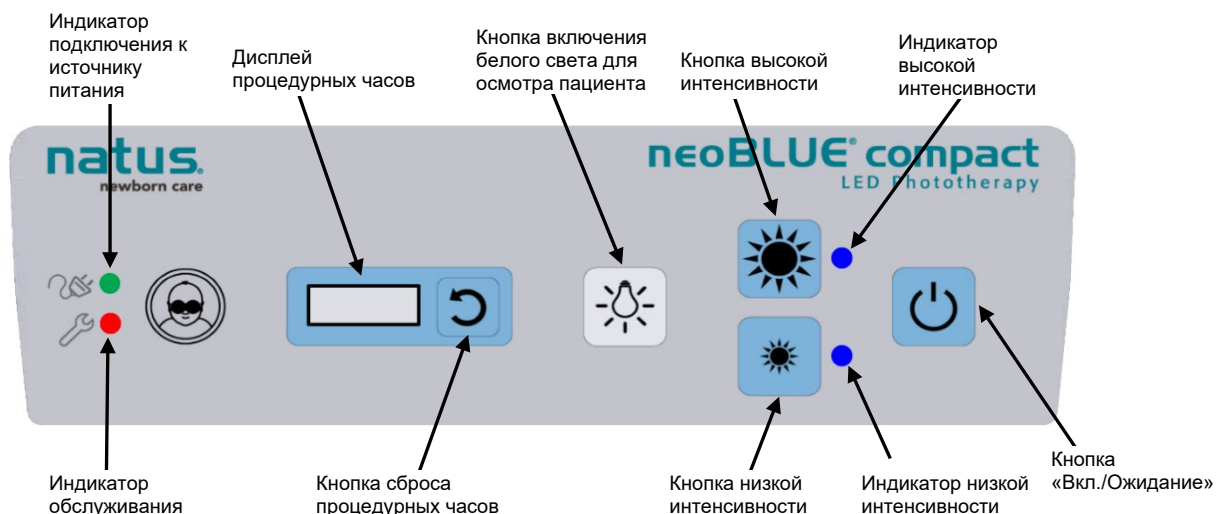 Индикатор
подключения к
источнику
питания
Дисплей
процедурных часов
Кнопка включения
белого света для
осмотра пациента
Кнопка высокой
интенсивности
Индикатор
высокой
интенсивности
natus.
newborn care
neoBLUE® compact
LED Phototherapy
Индикатор
обслуживания
Кнопка сброса
процедурных часов
Кнопка низкой
интенсивности
Индикатор низкой
интенсивности
Кнопка
«Вкл./Ожидание»